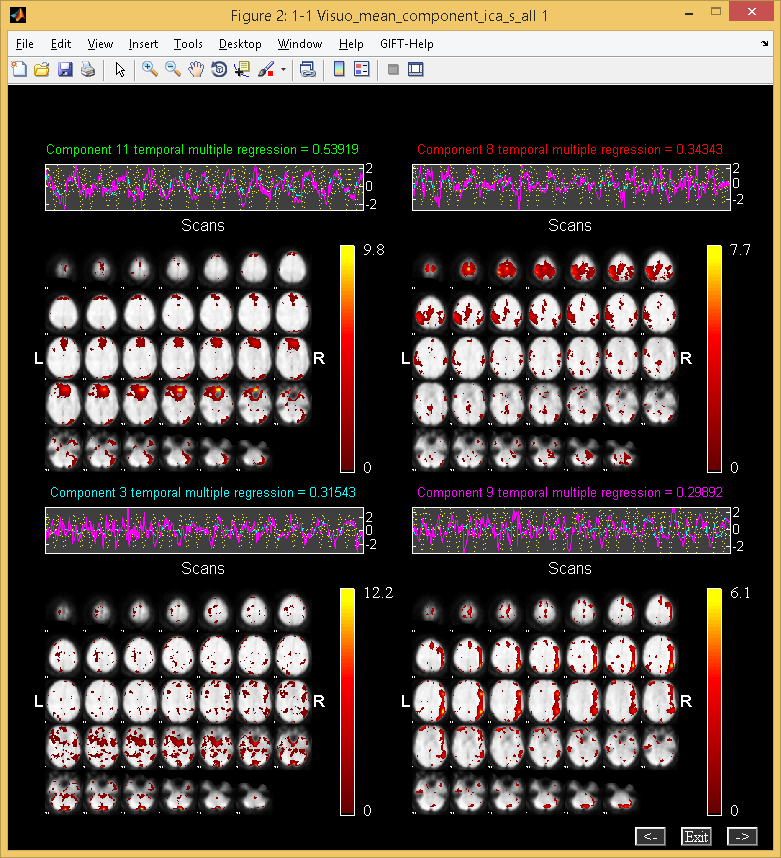 Figure 2: 1-1 Visuo_mean_component_ica_s_all 1
File Edit View Insert Tools Desktop Window Help GIFT-Help
Component 11 temporal multiple regression = 0.53919
2
0
-2
Scans
9.8
L
R
0
Component 8 temporal multiple regression = 0.34343
2
0
-2
Scans
7.7
L
R
0
Component 3 temporal multiple regression = 0.31543
2
0
-2
Scans
12.2
L
R
0
Component 9 temporal multiple regression = 0.29892
2
0
-2
Scans
6.1
L
R
0
<- Exit ->